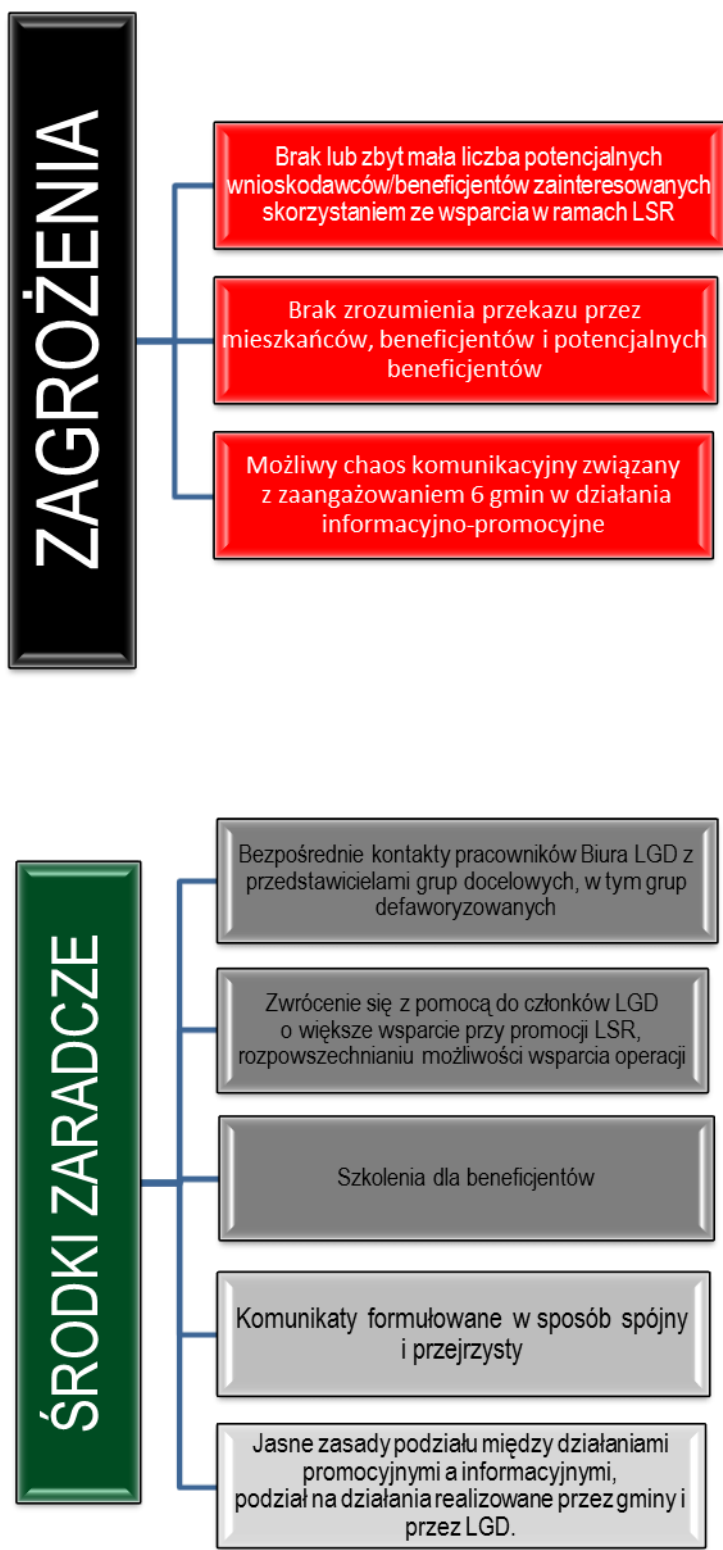 ZAGROŻENIA
Brak lub zbyt mała liczba potencjalnych
wnioskodawców/beneficjentów zainteresowanych
skorzystaniem ze wsparcia w ramach LSR
Brak zrozumienia przekazu przez
mieszkańców, beneficjentów i potencjalnych
beneficjentów
Możliwy chaos komunikacyjny związany
z zaangażowaniem 6 gmin w działania
informacyjno-promocyjne
ŚRODKI ZARADCZE
Bezpośrednie kontakty pracowników Biura LGD z
przedstawicielami grup docelowych, w tym grup
defaworyzowanych
Zwrócenie się z pomocą do członków LGD
o większe wsparcie przy promocji LSR,
rozpowszechnianiu możliwości wsparcia operacji
Szkolenia dla beneficjentów
Komunikaty formułowane w sposób spójny
i przejrzysty
Jasne zasady podziału między działaniami
promocyjnymi a informacyjnymi,
podział na działania realizowane przez gminy i
przez LGD.